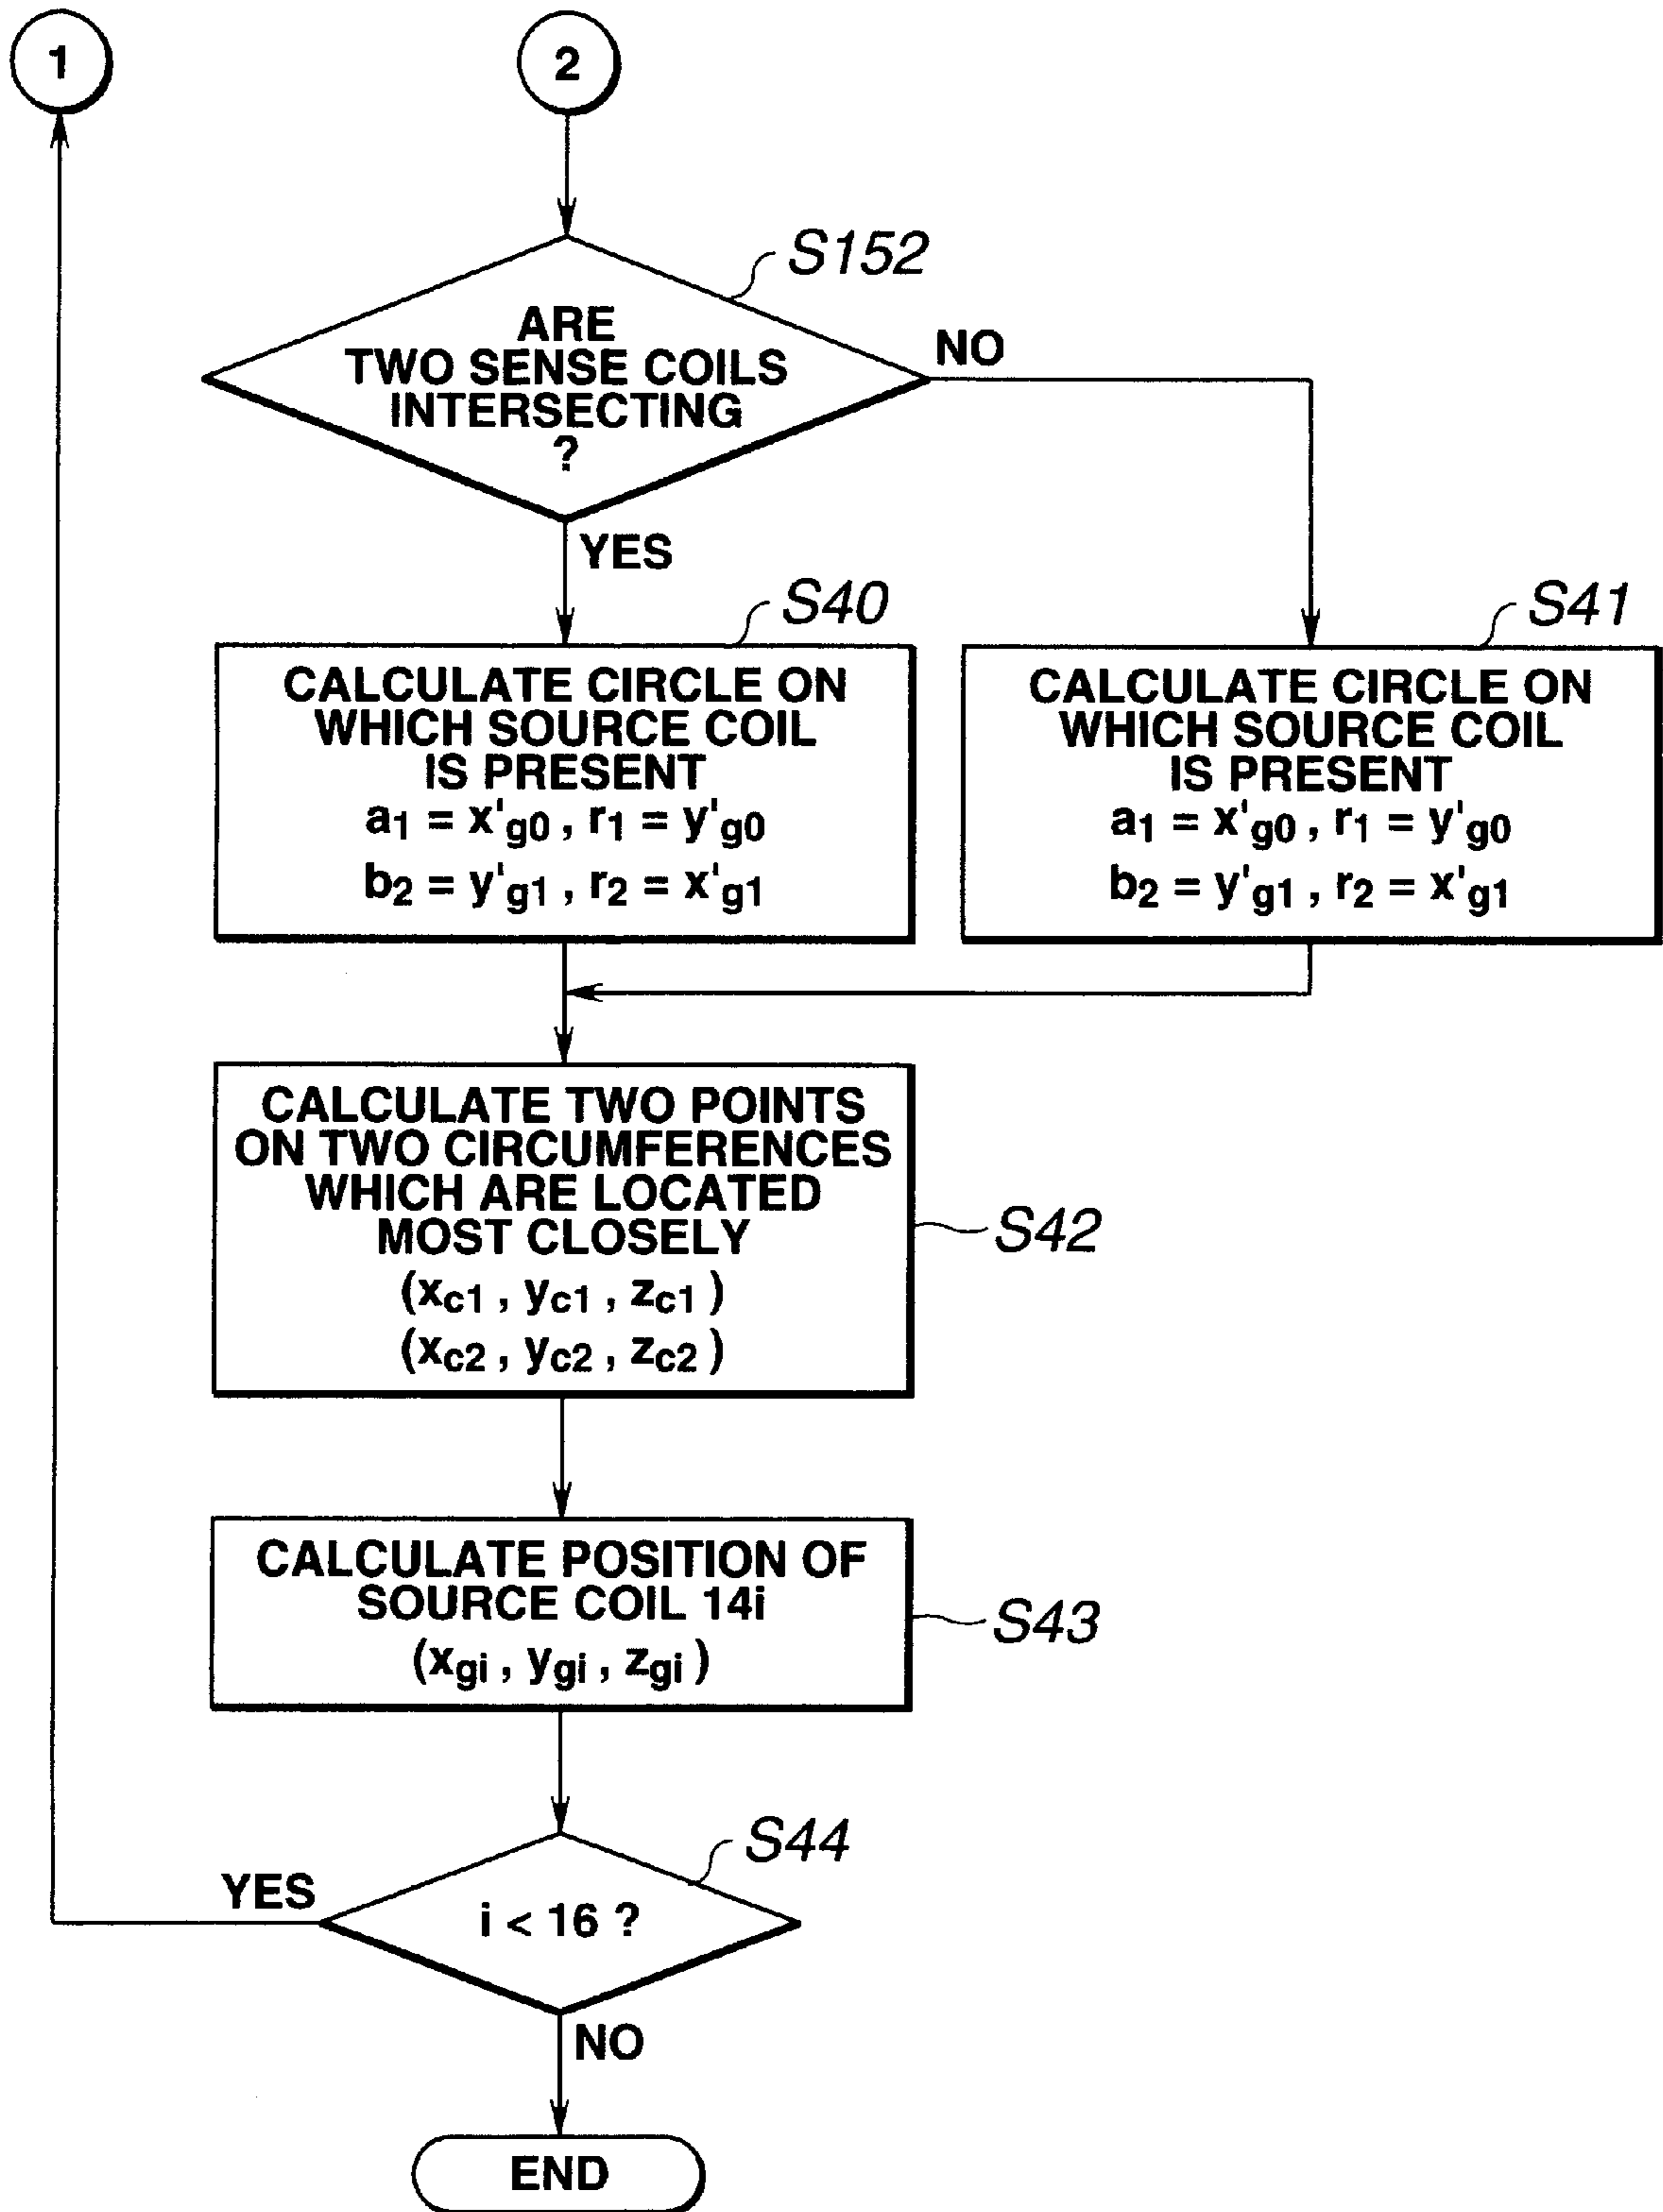 1
2
S152
ARE
TWO SENSE COILS
INTERSECTING
?
NO
YES
S40
CALCULATE CIRCLE ON
WHICH SOURCE COIL
IS PRESENT
a1 = x'g0 , r1 = y'g0
b2 = y'g1 , r2 = x'g1
S41
CALCULATE CIRCLE ON
WHICH SOURCE COIL
IS PRESENT
a1 = x'g0 , r1 = y'g0
b2 = y'g1 , r2 = x'g1
CALCULATE TWO POINTS
ON TWO CIRCUMFERENCES
WHICH ARE LOCATED
MOST CLOSELY
(xc1 , yc1 , zc1 )
(xc2 , yc2 , zc2 )
S42
CALCULATE POSITION OF
SOURCE COIL 14i
(xgi , ygi , zgi )
S43
S44
YES
i < 16 ?
NO
END